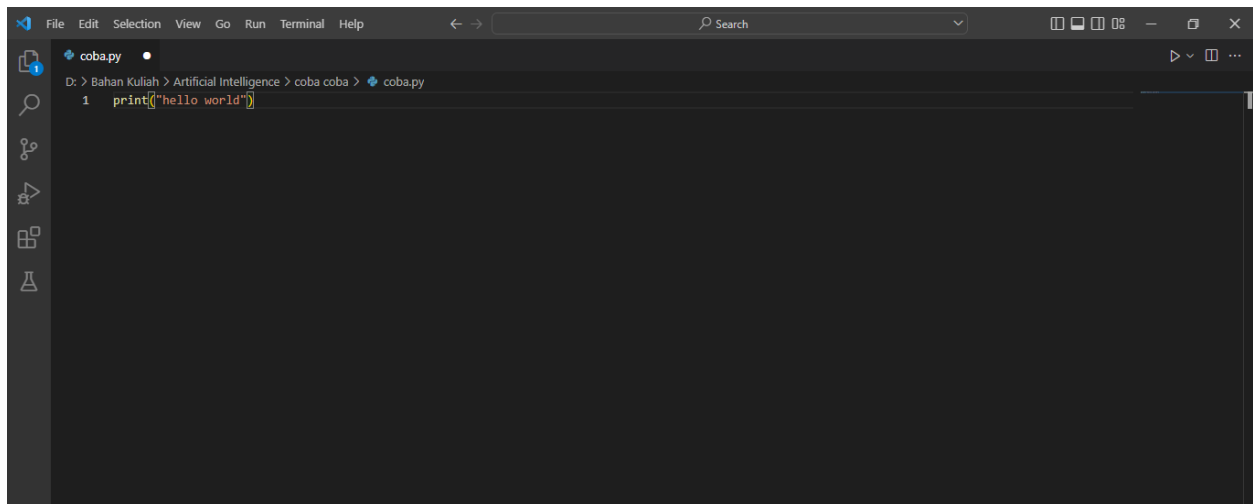 File Edit Selection View Go Run Terminal Help Search
coba.py
D: > Bahan Kuliah > Artificial Intelligence > coba coba > coba.py
1 print("hello world")
1